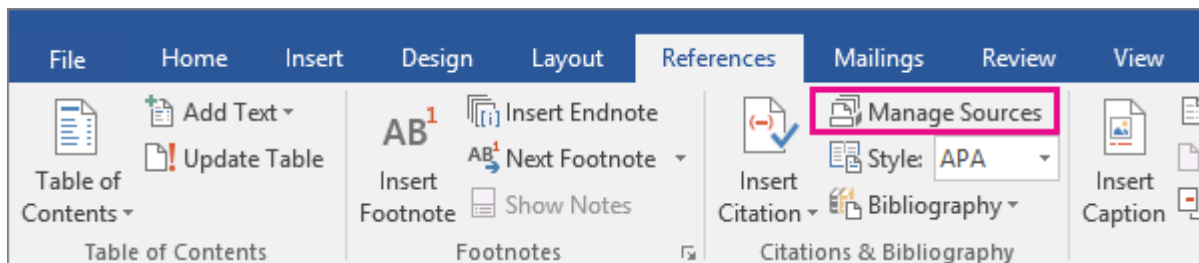 File Home Insert Design Layout References Mailings Review View
Table of
Contents
Add Text
Update Table
Table of Contents
AB1
Insert
Footnote
[i] Insert Endnote
AB1 Next Footnote
Show Notes
Footnotes
(-)
Insert
Citation
Manage Sources
Style: APA
Bibliography
Citations & Bibliography
Insert
Caption